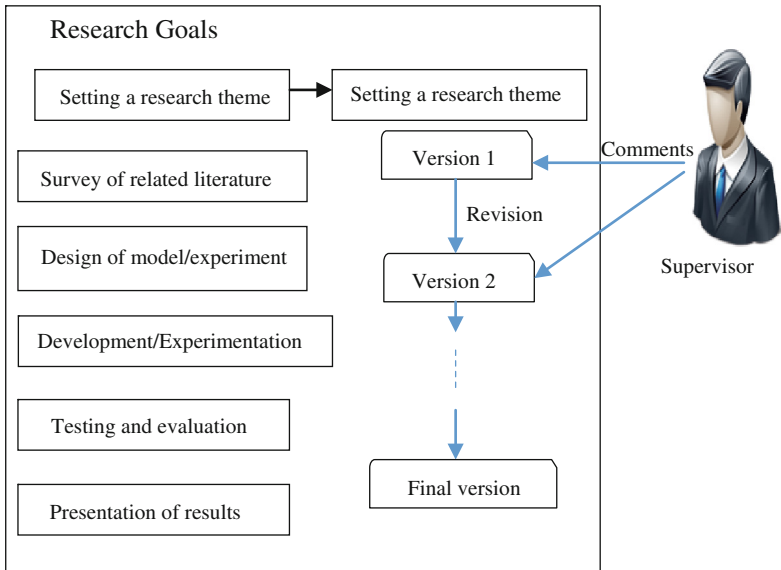 Research Goals
Setting a research theme
Setting a research theme
Survey of related literature
Design of model/experiment
Development/Experimentation
Testing and evaluation
Presentation of results
Version 1
Comments
Revision
Version 2
Supervisor
Final version